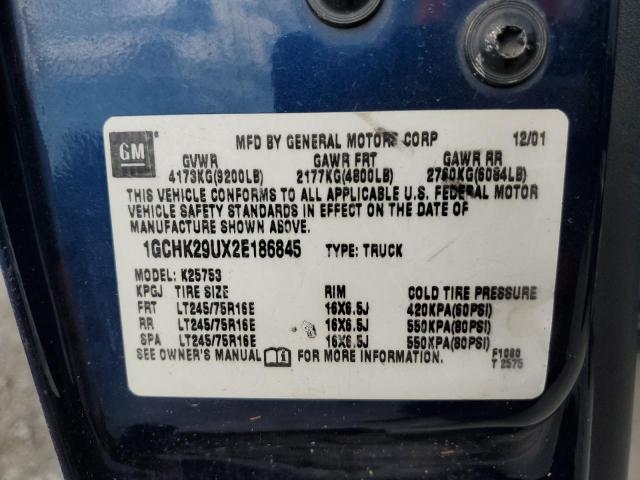 MFD BY GENERAL MOTORS CORP 12/01
GM
GVWR GAWR FRT GAWR RR
4173KG(9200LB) 2177KG(4800LB) 2760KG(6084LB)
THIS VEHICLE CONFORMS TO ALL APPLICABLE U.S. FEDERAL MOTOR
VEHICLE SAFETY STANDARDS IN EFFECT ON THE DATE OF
MANUFACTURE SHOWN ABOVE.
1GCHK29UX2E186845 TYPE: TRUCK
MODEL: K25753
KPGJ TIRE SIZE RIM COLD TIRE PRESSURE
FRT LT245/75R16E 16X6.5J 420KPA(60PSI)
RR LT245/75R16E 16X6.5J 550KPA(80PSI)
SPA LT245/75R16E 16X6.5J 550KPA(80PSI)
SEE OWNER'S MANUAL FOR MORE INFORMATION.
F1080
T 2575